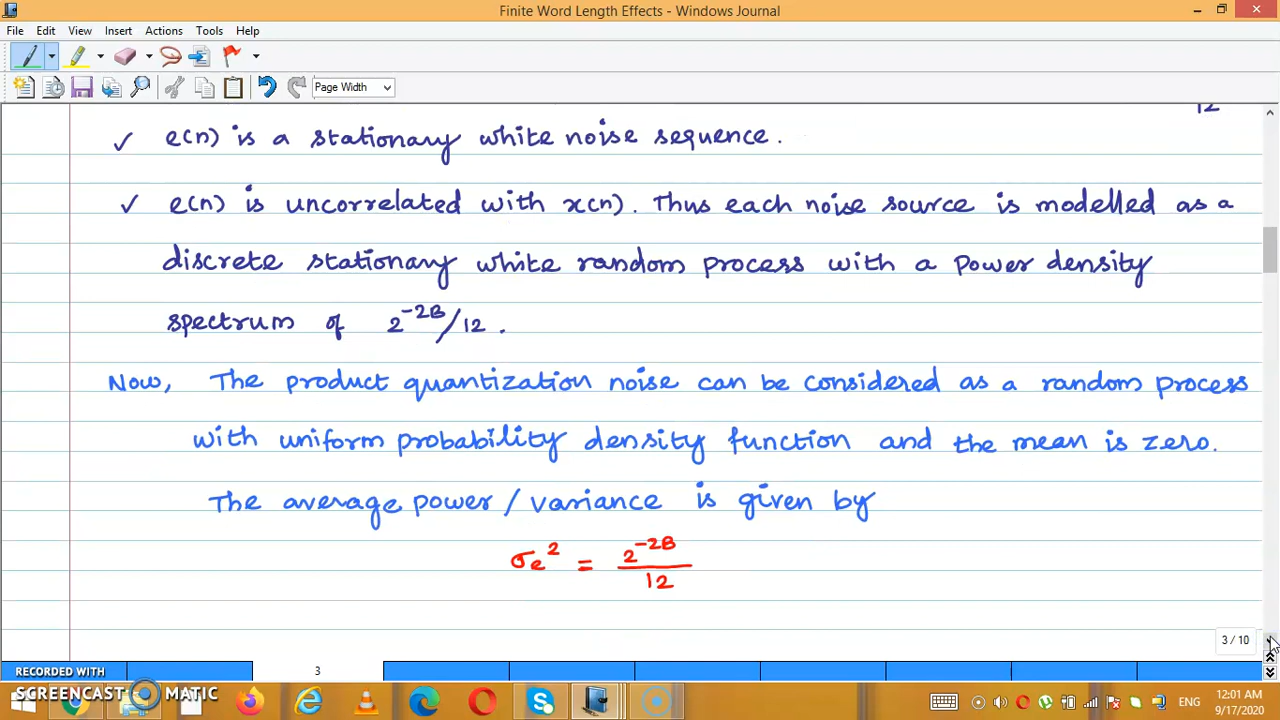 Finite Word Length Effects - Windows Journal
File Edit View Insert Actions Tools Help
Page Width
12
✓ e(n) is a stationary white noise sequence.
✓ e(n) is uncorrelated with x(n). Thus each noise source is modelled as a
discrete stationary white random process with a power density
spectrum of 2^{-2B}/12.
Now, The product quantization noise can be considered as a random process
with uniform probability density function and the mean is zero.
The average power/variance is given by
σe² = 2^{-2B}/12
3 / 10
RECORDED WITH
3
SCREENCAST MATIC
ENG
12:01 AM
9/17/2020